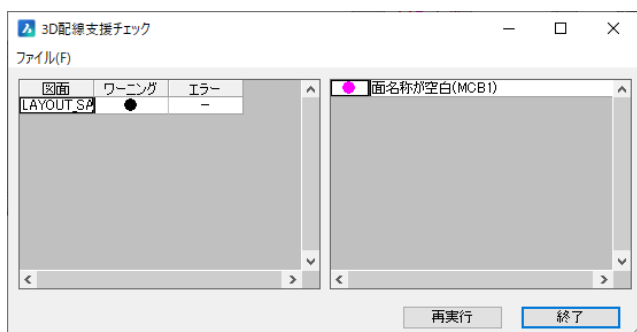 3D配線支援チェック
ファイル(F)
図面 ワーニング エラー
LAYOUT_SA ● −
面名称が空白(MCB1)
再実行 終了